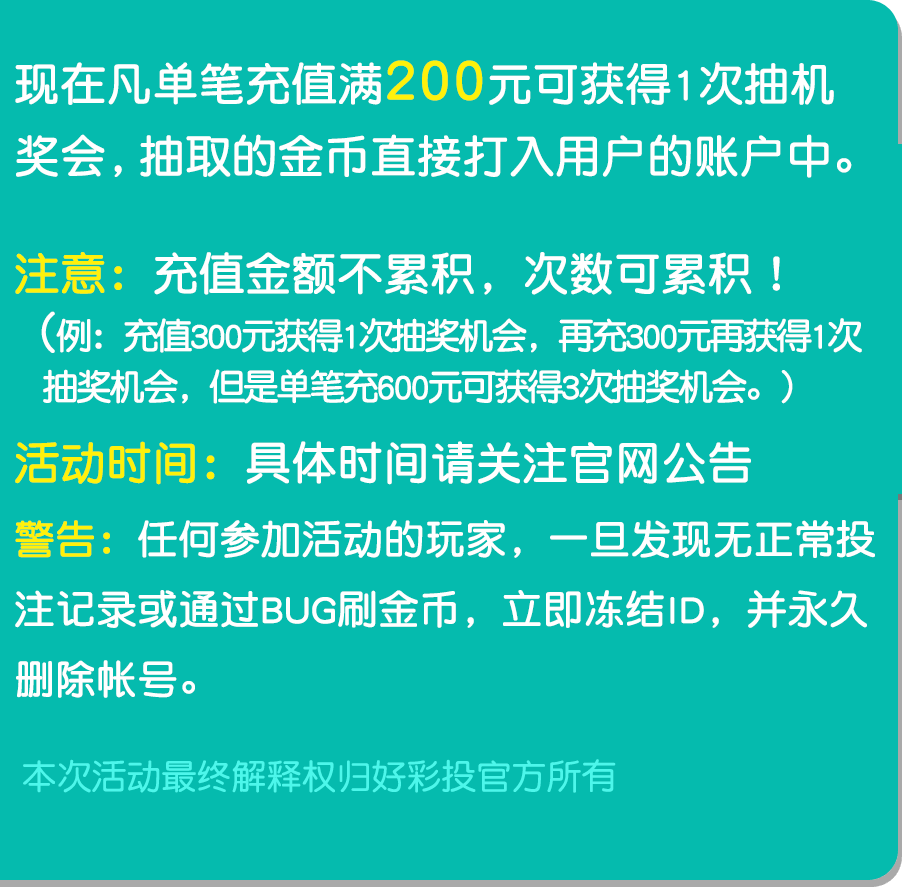 现在凡单笔充值满200元可获得1次抽机
奖会，抽取的金币直接打入用户的账户中。
注意：充值金额不累积，次数可累积！
（例：充值300元获得1次抽奖机会，再充300元再获得1次
抽奖机会，但是单笔充600元可获得3次抽奖机会。）
活动时间：具体时间请关注官网公告
警告：任何参加活动的玩家，一旦发现无正常投
注记录或通过BUG刷金币，立即冻结ID，并永久
删除帐号。
本次活动最终解释权归好彩投官方所有